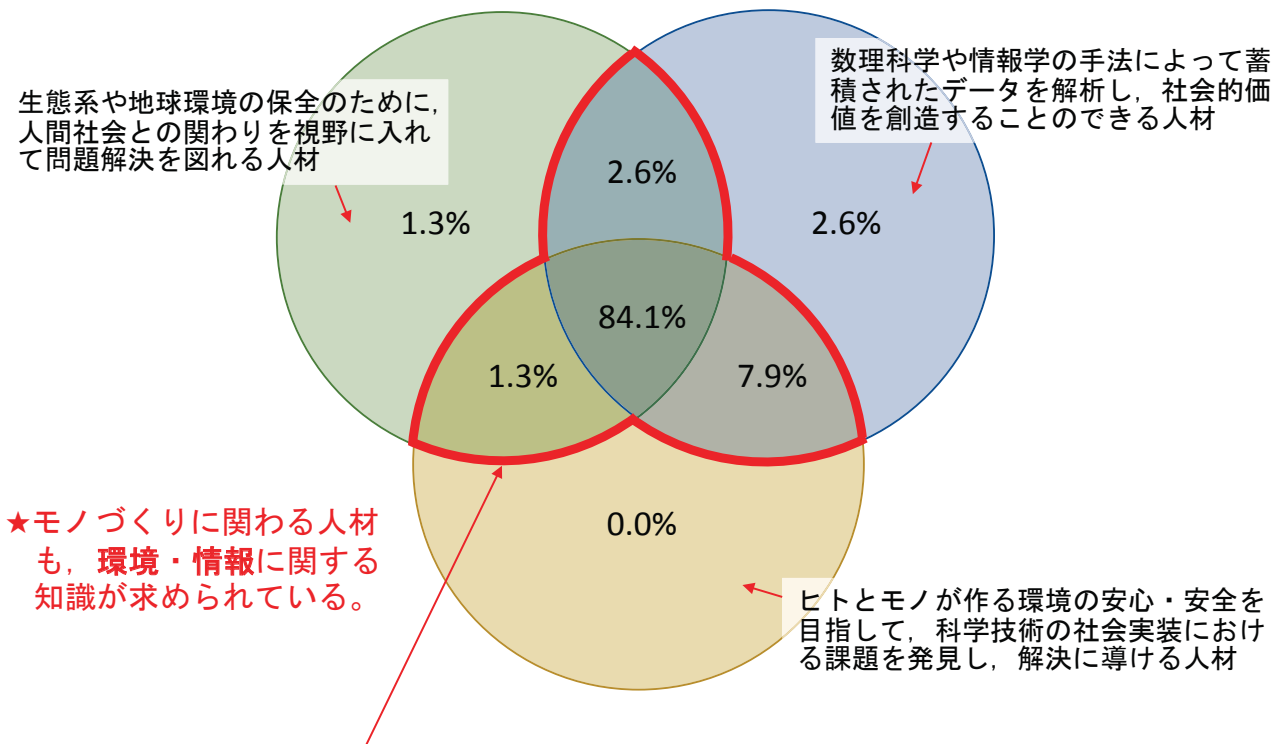 生態系や地球環境の保全のために,
人間社会との関わりを視野に入れ
て問題解決を図れる人材
数理科学や情報学の手法によって蓄
積されたデータを解析し，社会的価
値を創造することのできる人材
2.6%
1.3%
2.6%
84.1%
1.3%
7.9%
0.0%
★モノづくりに関わる人材
も，環境・情報に関する
知識が求められている。
ヒトとモノが作る環境の安心・安全を
目指して，科学技術の社会実装におけ
る課題を発見し，解決に導ける人材